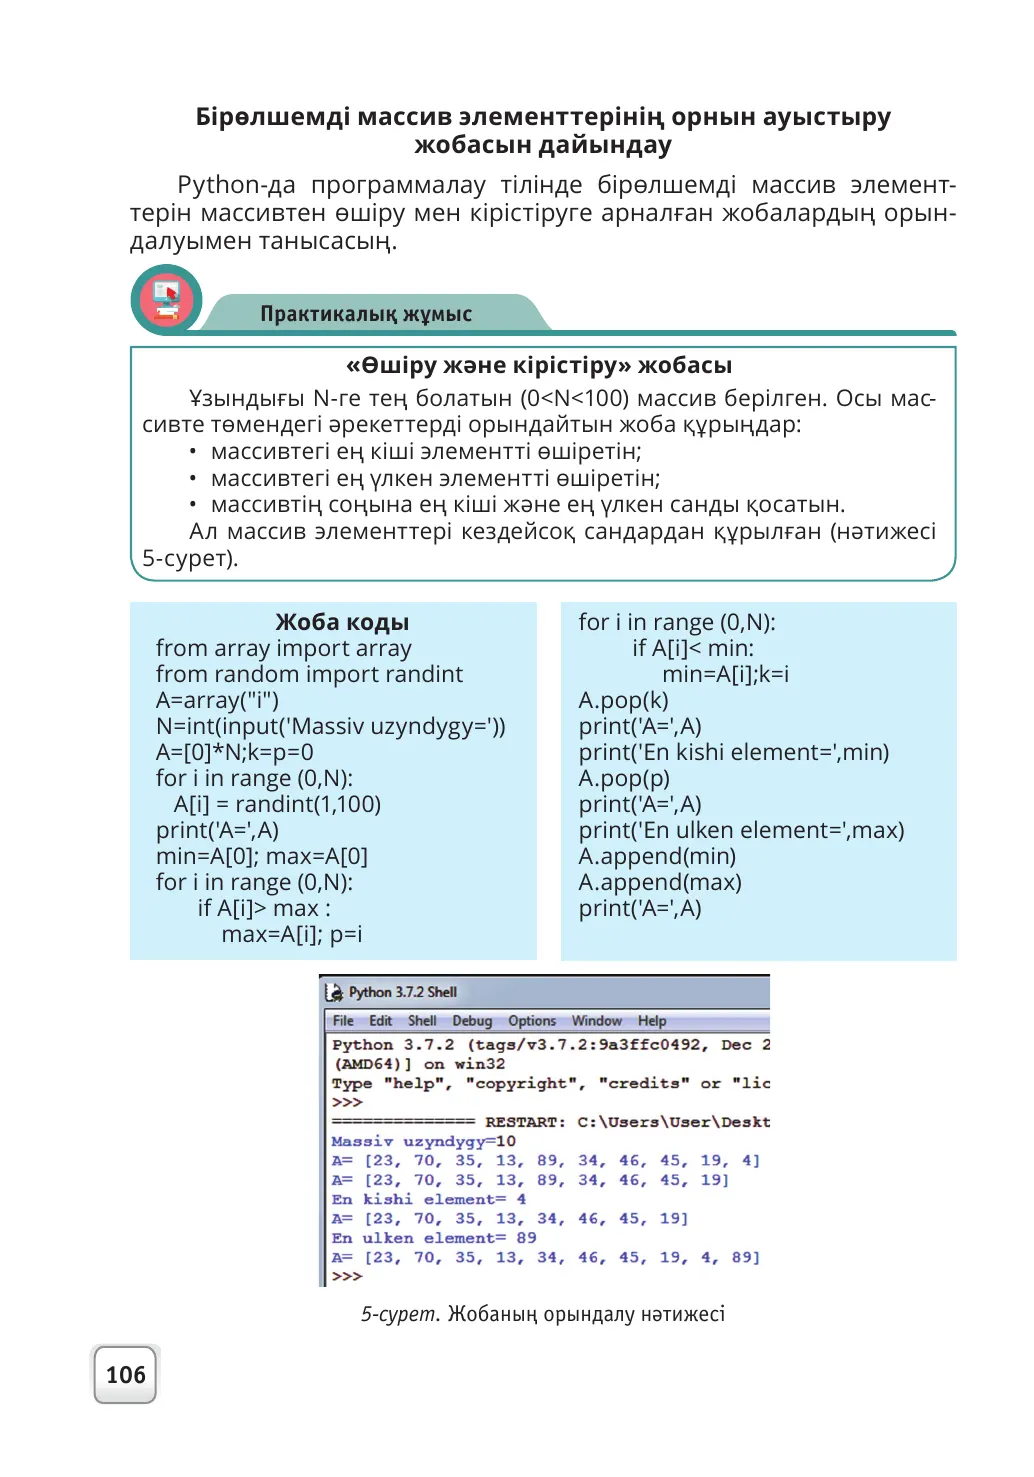 Бірөлшемді массив элементтерінің орнын ауыстыру
жобасын дайындау
Python-да программалау тілінде бірөлшемді массив элемент-
терін массивтен өшіру мен кірістіруге арналған жобалардың орын-
далуымен танысасың.
Практикалық жұмыс
«Өшіру және кірістіру» жобасы
Ұзындығы N-ге тең болатын (0<N<100) массив берілген. Осы мас-
сивте төмендегі әрекеттерді орындайтын жоба құрыңдар:
• массивтегі ең кіші элементті өшіретін;
• массивтегі ең үлкен элементті өшіретін;
• массивтің соңына ең кіші және ең үлкен санды қосатын.
Ал массив элементтері кездейсоқ сандардан құрылған (нәтижесі
5-сурет).
Жоба коды
from array import array
from random import randint
A=array("i")
N=int(input('Massiv uzyndygy='))
A=[0]*N;k=p=0
for i in range (0,N):
A[i] = randint(1,100)
print('A=',A)
min=A[0]; max=A[0]
for i in range (0,N):
if A[i]> max :
max=A[i]; p=i
for i in range (0,N):
if A[i]< min:
min=A[i];k=i
A.pop(k)
print('A=',A)
print('En kishi element=',min)
A.pop(p)
print('A=',A)
print('En ulken element=',max)
A.append(min)
A.append(max)
print('A=',A)
Python 3.7.2 Shell
File Edit Shell Debug Options Window Help
Python 3.7.2 (tags/v3.7.2:9a3ffc0492, Dec 2
(AMD64)] on win32
Type "help", "copyright", "credits" or "lic
>>>
============== RESTART: C:\Users\User\Deskt
Massiv uzyndygy=10
A= [23, 70, 35, 13, 89, 34, 46, 45, 19, 4]
A= [23, 70, 35, 13, 89, 34, 46, 45, 19]
En kishi element= 4
A= [23, 70, 35, 13, 34, 46, 45, 19]
En ulken element= 89
A= [23, 70, 35, 13, 34, 46, 45, 19, 4, 89]
>>>
5-сурет. Жобаның орындалу нәтижесі
106